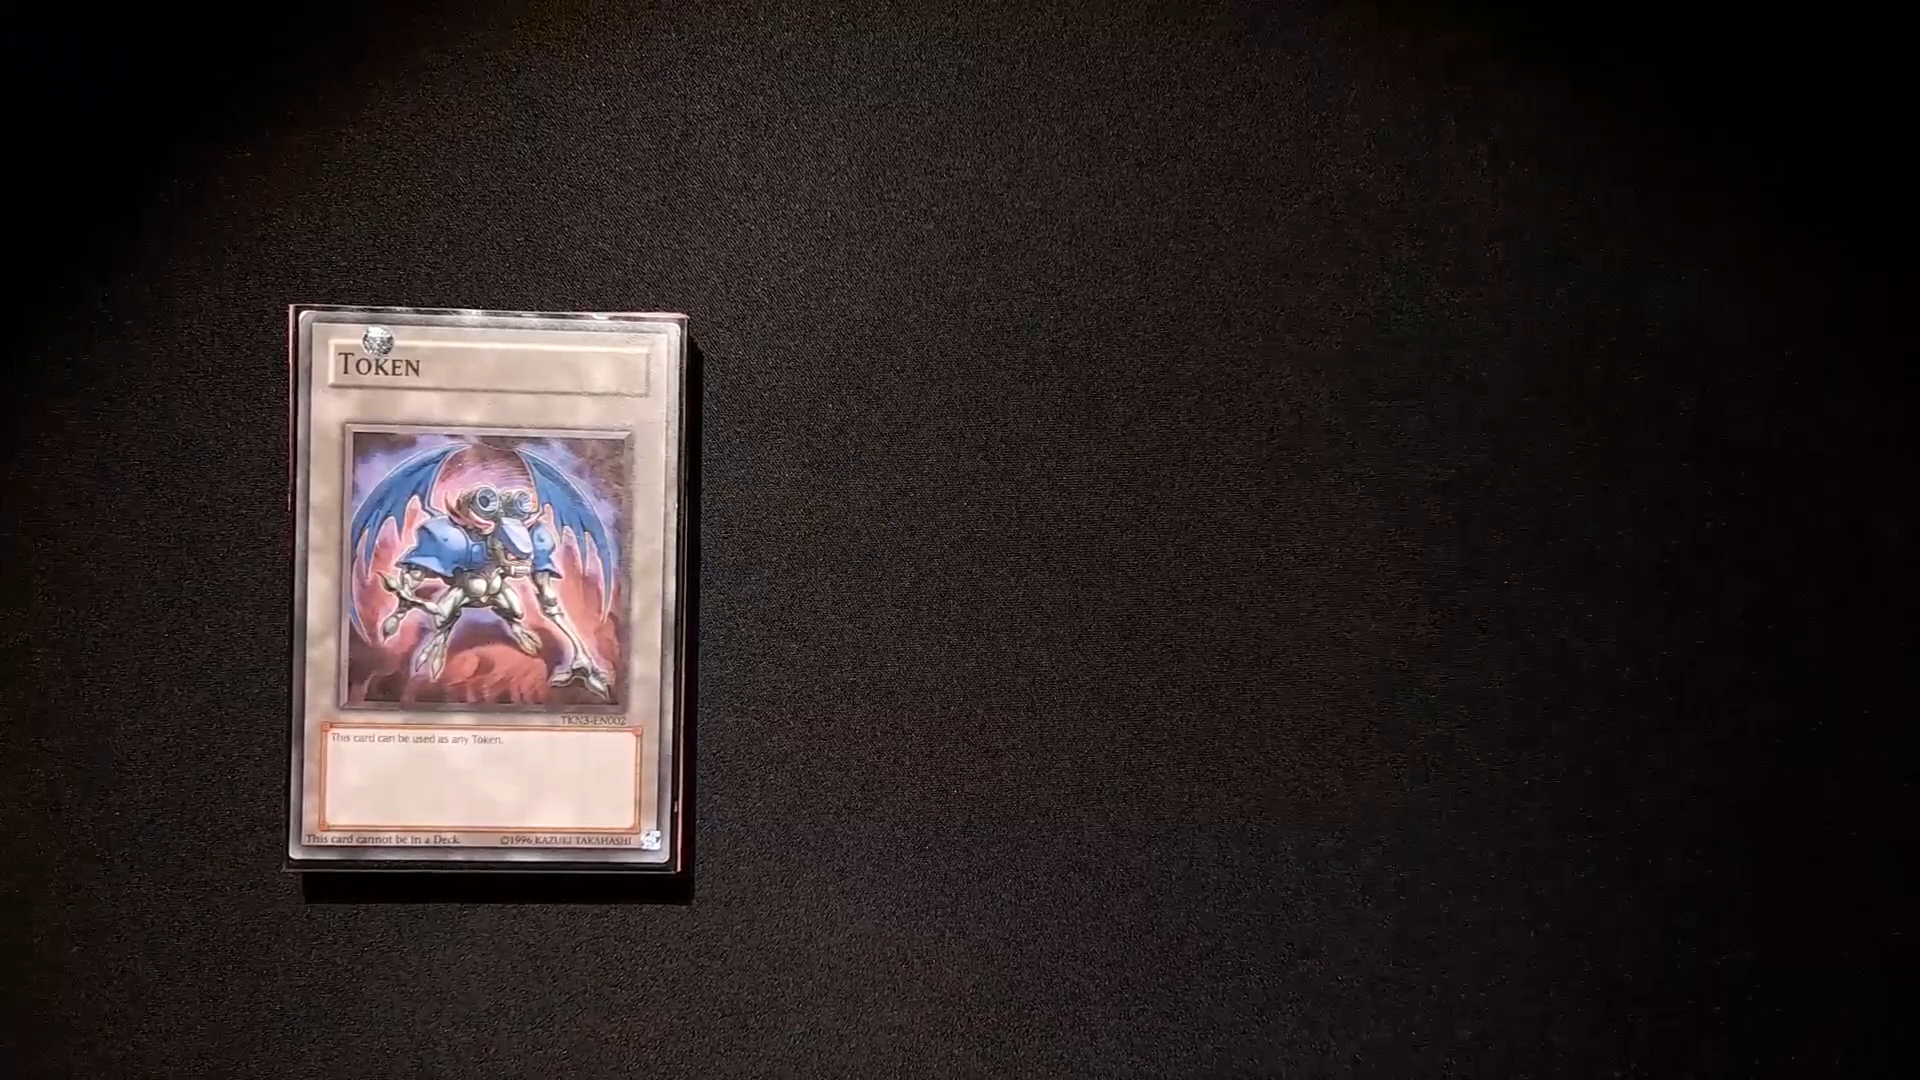 TOKEN
TKN3-EN002
This card can be used as any Token.
This card cannot be in a Deck. ©1996 KAZUKI TAKAHASHI